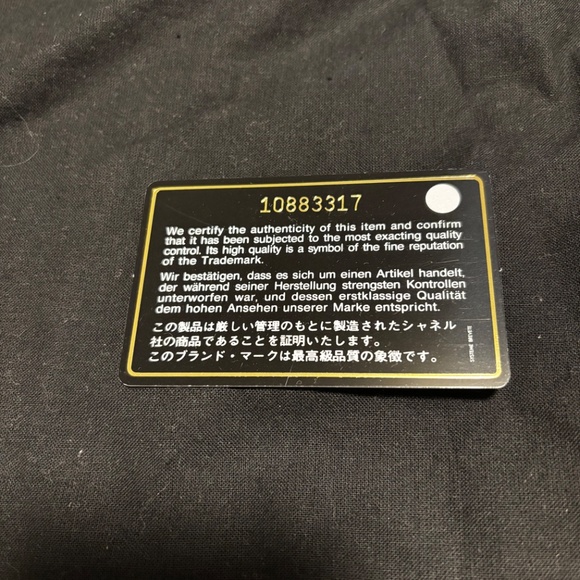 10883317
We certify the authenticity of this item and confirm
that it has been subjected to the most exacting quality
control. Its high quality is a symbol of the fine reputation
of the Trademark.
Wir bestätigen, dass es sich um einen Artikel handelt,
der während seiner Herstellung strengsten Kontrollen
unterworfen war, und dessen erstklassige Qualität
dem hohen Ansehen unserer Marke entspricht.
この製品は厳しい管理のもとに製造されたシャネル
社の商品であることを証明いたします。
このブランド・マークは最高級品質の象徴です。